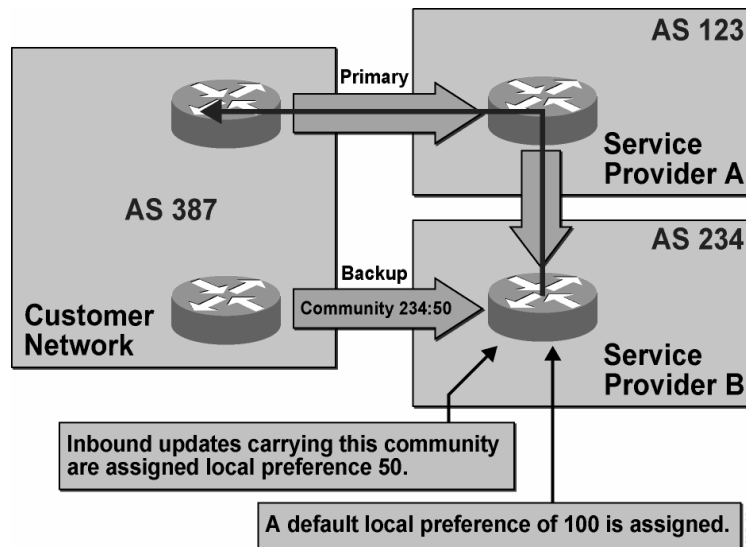 AS 123
Primary
Service
Provider A
AS 387
AS 234
Backup
Community 234:50
Customer
Network
Service
Provider B
Inbound updates carrying this community
are assigned local preference 50.
A default local preference of 100 is assigned.